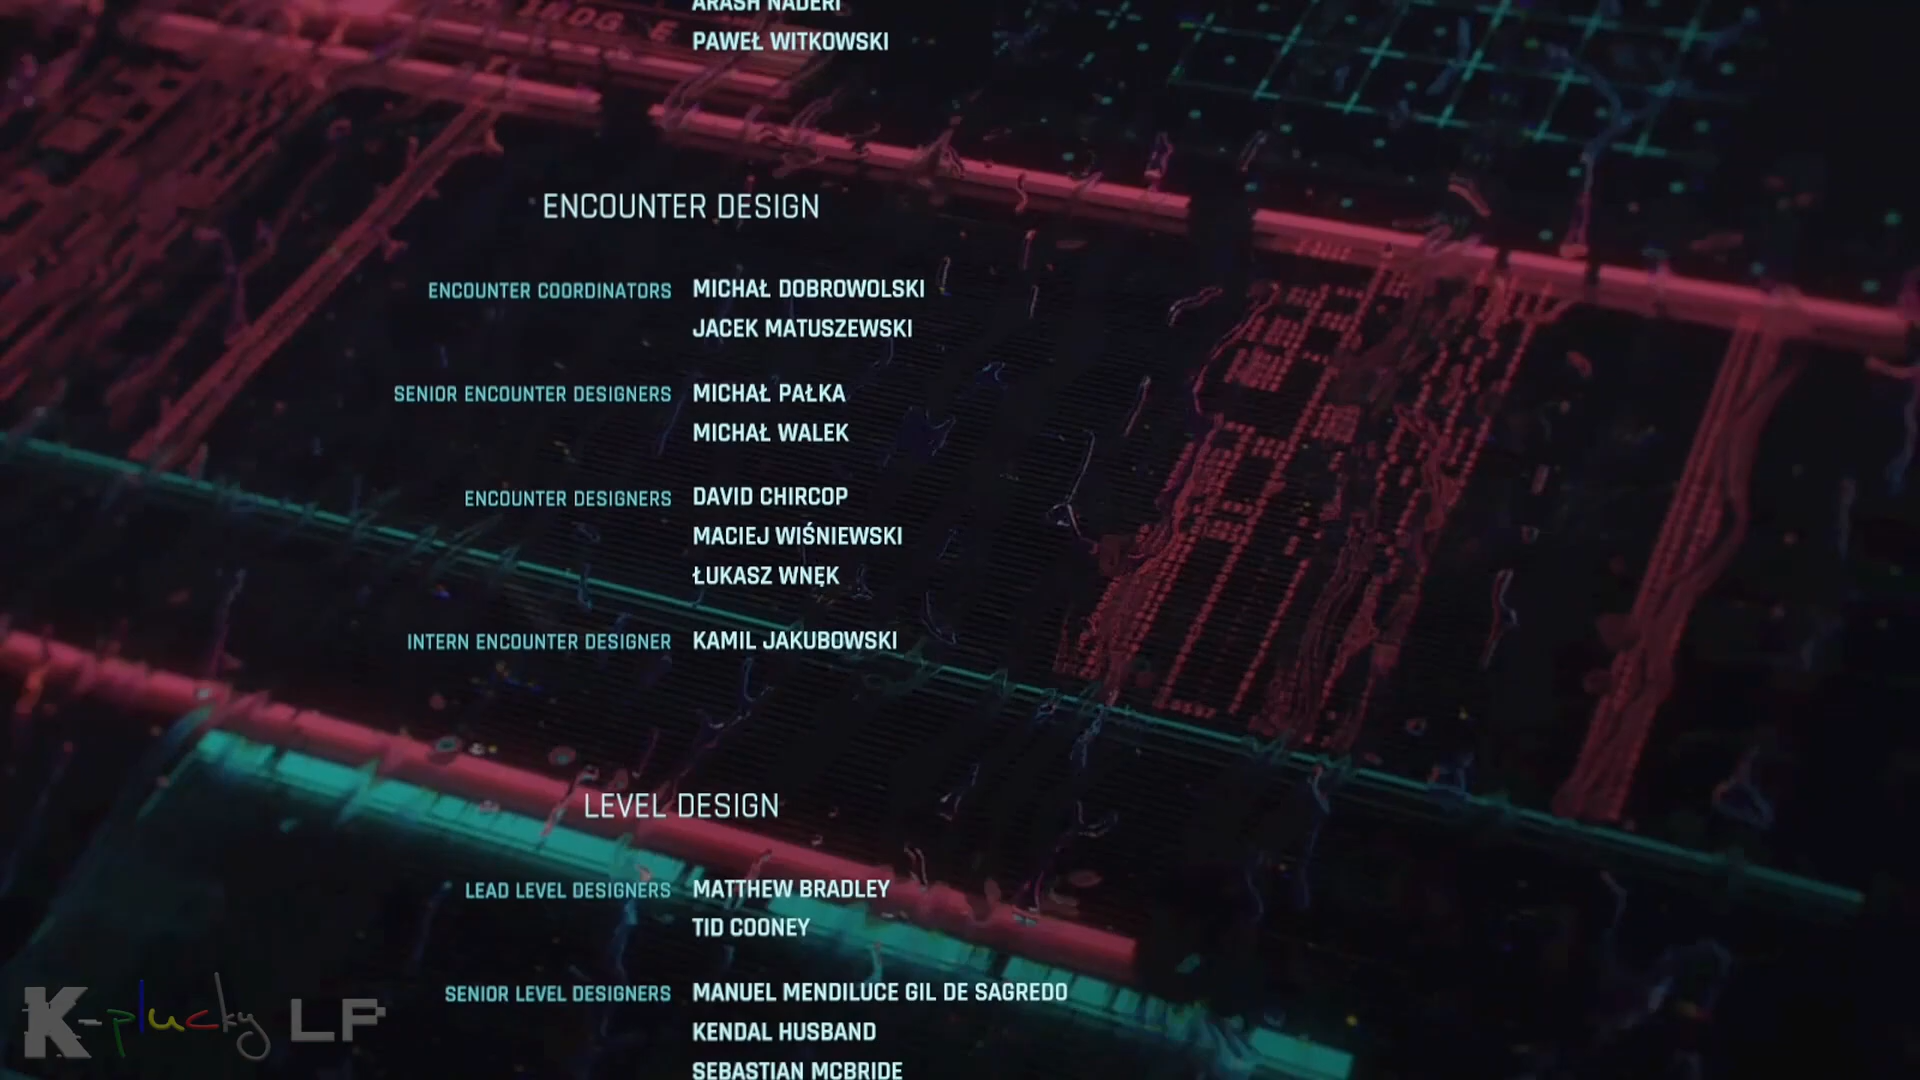 ARASH NADERI
PAWEŁ WITKOWSKI
ENCOUNTER DESIGN
ENCOUNTER COORDINATORS MICHAŁ DOBROWOLSKI
JACEK MATUSZEWSKI
SENIOR ENCOUNTER DESIGNERS MICHAŁ PAŁKA
MICHAŁ WALEK
ENCOUNTER DESIGNERS DAVID CHIRCOP
MACIEJ WIŚNIEWSKI
ŁUKASZ WNĘK
INTERN ENCOUNTER DESIGNER KAMIL JAKUBOWSKI
LEVEL DESIGN
LEAD LEVEL DESIGNERS MATTHEW BRADLEY
TID COONEY
SENIOR LEVEL DESIGNERS MANUEL MENDILUCE GIL DE SAGREDO
KENDAL HUSBAND
SEBASTIAN MCBRIDE
K-plucky LP